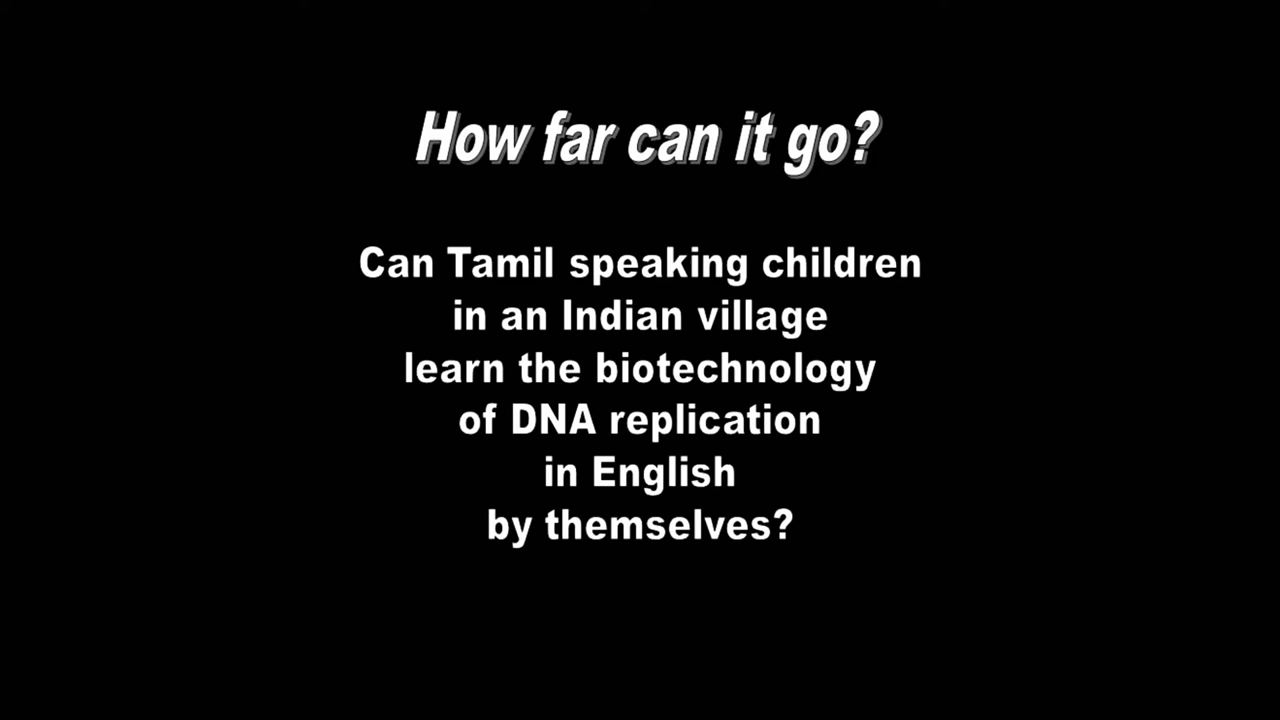 How far can it go?
Can Tamil speaking children
in an Indian village
learn the biotechnology
of DNA replication
in English
by themselves?